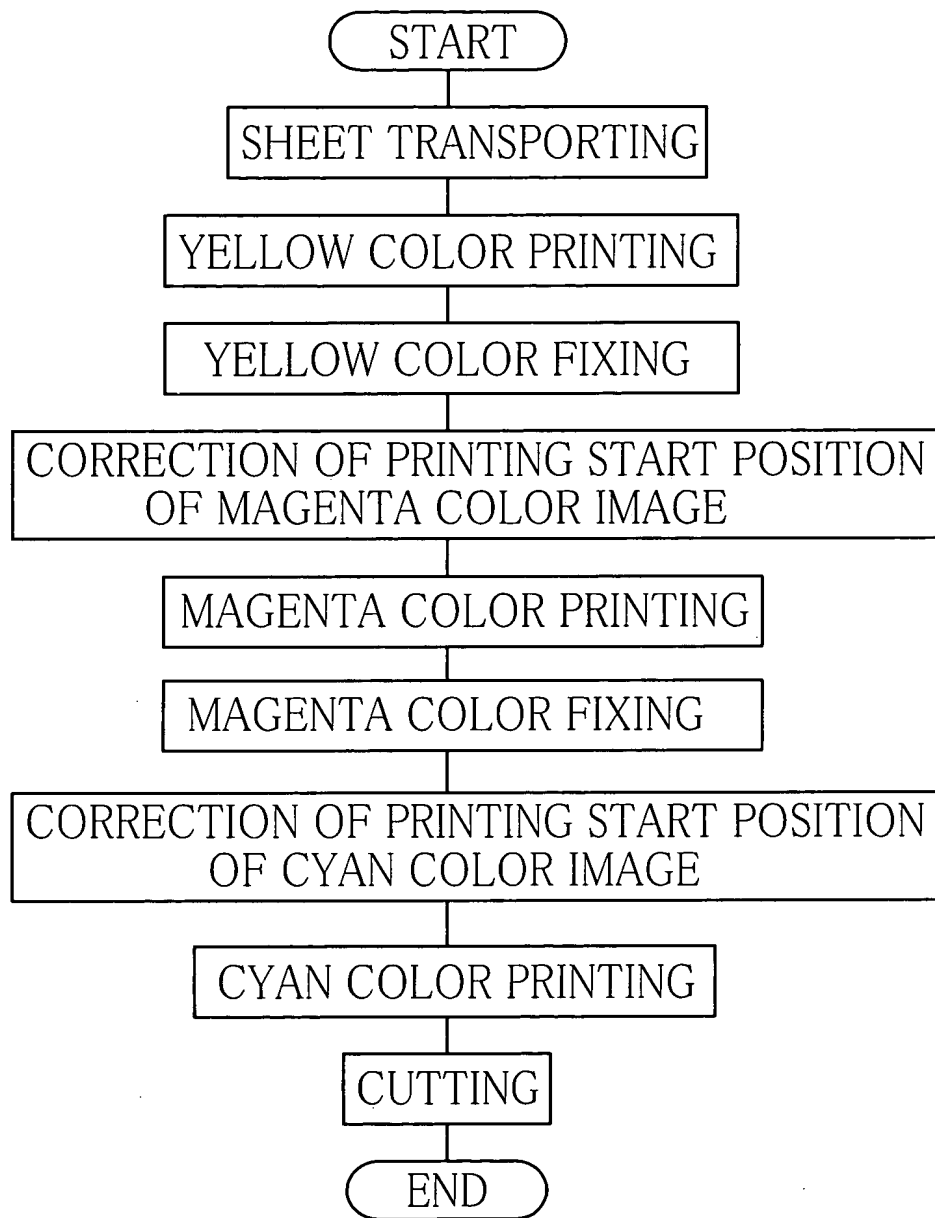 START
SHEET TRANSPORTING
YELLOW COLOR PRINTING
YELLOW COLOR FIXING
CORRECTION OF PRINTING START POSITION
OF MAGENTA COLOR IMAGE
MAGENTA COLOR PRINTING
MAGENTA COLOR FIXING
CORRECTION OF PRINTING START POSITION
OF CYAN COLOR IMAGE
CYAN COLOR PRINTING
CUTTING
END